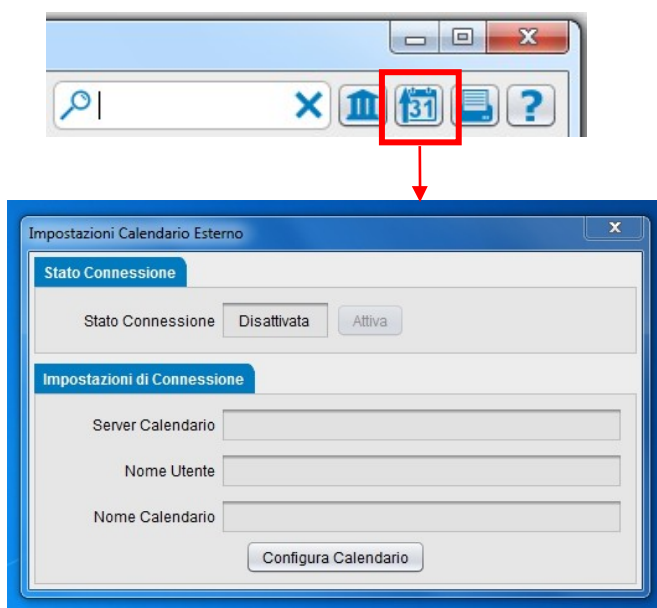 31
?
Impostazioni Calendario Esterno
Stato Connessione
Stato Connessione Disattivata Attiva
Impostazioni di Connessione
Server Calendario
Nome Utente
Nome Calendario
Configura Calendario